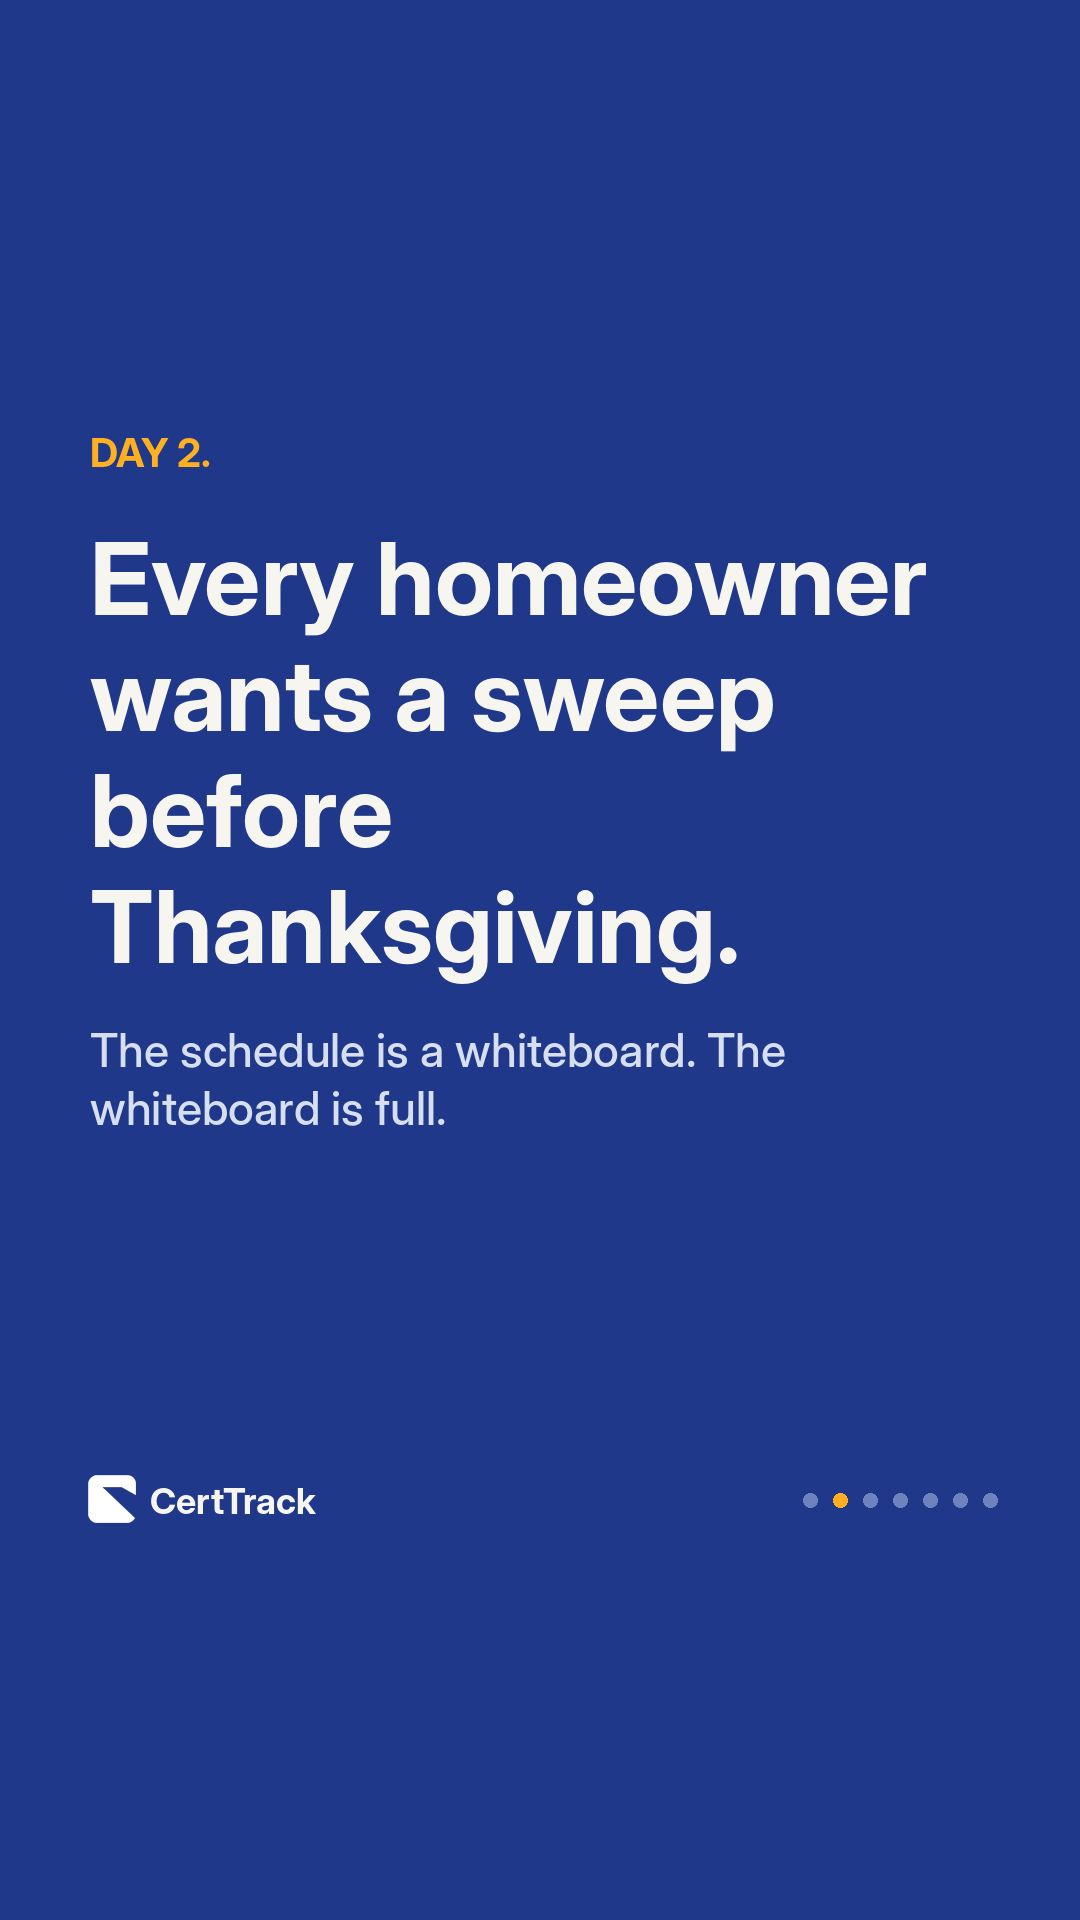 DAY 2.
Every homeowner
wants a sweep
before
Thanksgiving.
The schedule is a whiteboard. The
whiteboard is full.
CertTrack